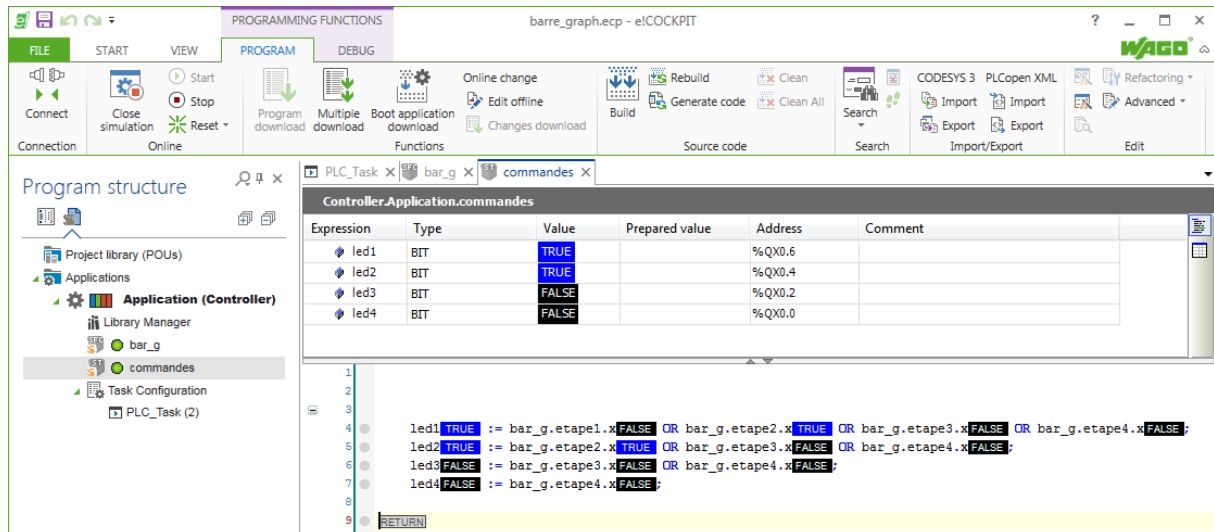 PROGRAMMING FUNCTIONS barre_graph.ecp - e!COCKPIT ?
FILE START VIEW PROGRAM DEBUG WAGO
Connect
Connection
Close simulation
Start
Stop
Reset
Online
Program download
Multiple download
Boot application download
Online change
Edit offline
Changes download
Functions
Build
Rebuild
Generate code
Clean
Clean All
Source code
Search
Search
CODESYS 3 PLCopen XML
Import Import
Export Export
Import/Export
Refactoring
Advanced
Edit
Program structure
Project library (POUs)
Applications
Application (Controller)
Library Manager
SFC bar_g
ST commandes
Task Configuration
PLC_Task (2)
PLC_Task SFC bar_g ST commandes
Controller.Application.commandes
Expression Type Value Prepared value Address Comment
led1 BIT TRUE %QX0.6
led2 BIT TRUE %QX0.4
led3 BIT FALSE %QX0.2
led4 BIT FALSE %QX0.0
1
2
3
4 led1 TRUE := bar_g.etape1.x FALSE OR bar_g.etape2.x TRUE OR bar_g.etape3.x FALSE OR bar_g.etape4.x FALSE;
5 led2 TRUE := bar_g.etape2.x TRUE OR bar_g.etape3.x FALSE OR bar_g.etape4.x FALSE;
6 led3 FALSE := bar_g.etape3.x FALSE OR bar_g.etape4.x FALSE;
7 led4 FALSE := bar_g.etape4.x FALSE;
8
9 RETURN